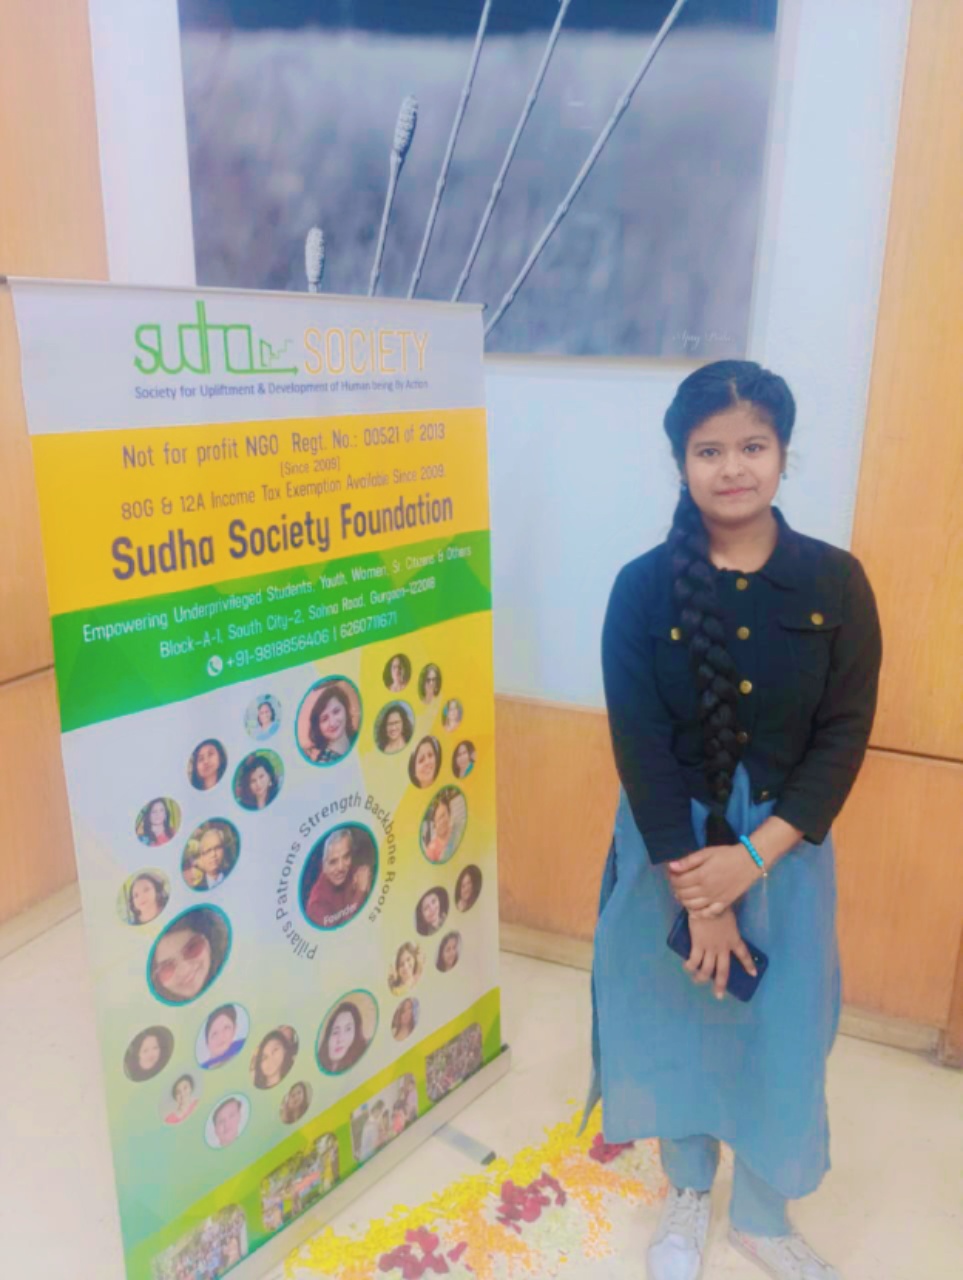 sudha SOCIETY
Society for Upliftment & Development of Human being by Action
Not for profit NGO Regt. No.: 00521 of 2013
(Since 2009)
80G & 12A Income Tax Exemption Available Since 2009
Sudha Society Foundation
Empowering Underprivileged Students, Youth, Women, Sr. Citizens & Others
Block-A-1, South City-2, Sohna Road, Gurgaon-122018
+91-9818856406 | 6260711671
Pillars Patrons Strength Backbone Roots
Founder